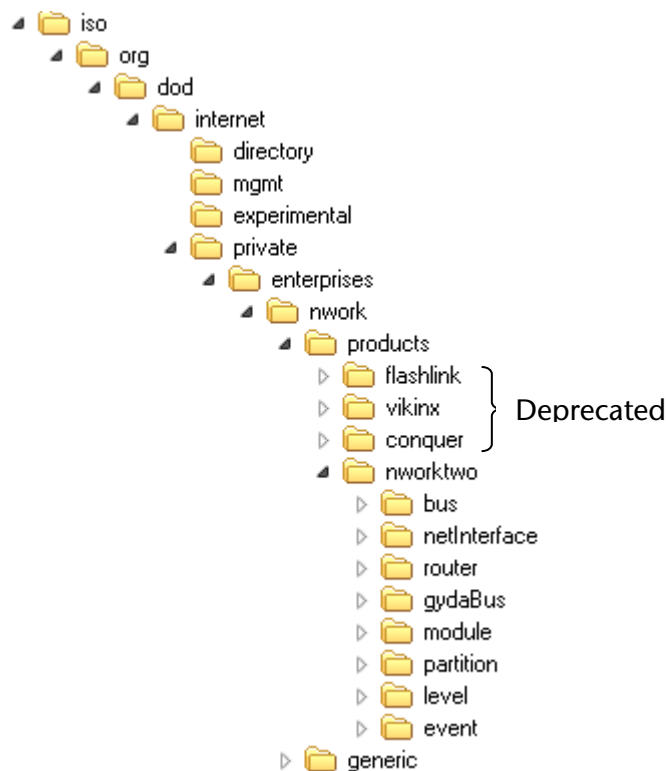 iso
org
dod
internet
directory
mgmt
experimental
private
enterprises
nwork
products
flashlink
vikinx
conquer
Deprecated
nworktwo
bus
netInterface
router
gydaBus
module
partition
level
event
generic